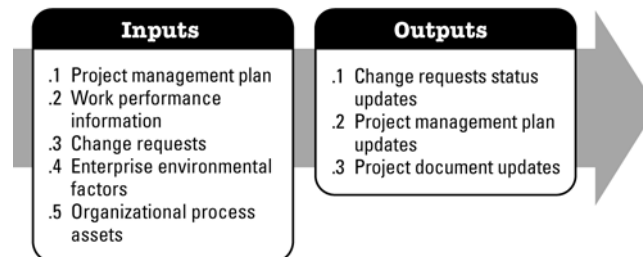 Inputs
.1 Project management plan
.2 Work performance
information
.3 Change requests
.4 Enterprise environmental
factors
.5 Organizational process
assets
Outputs
.1 Change requests status
updates
.2 Project management plan
updates
.3 Project document updates